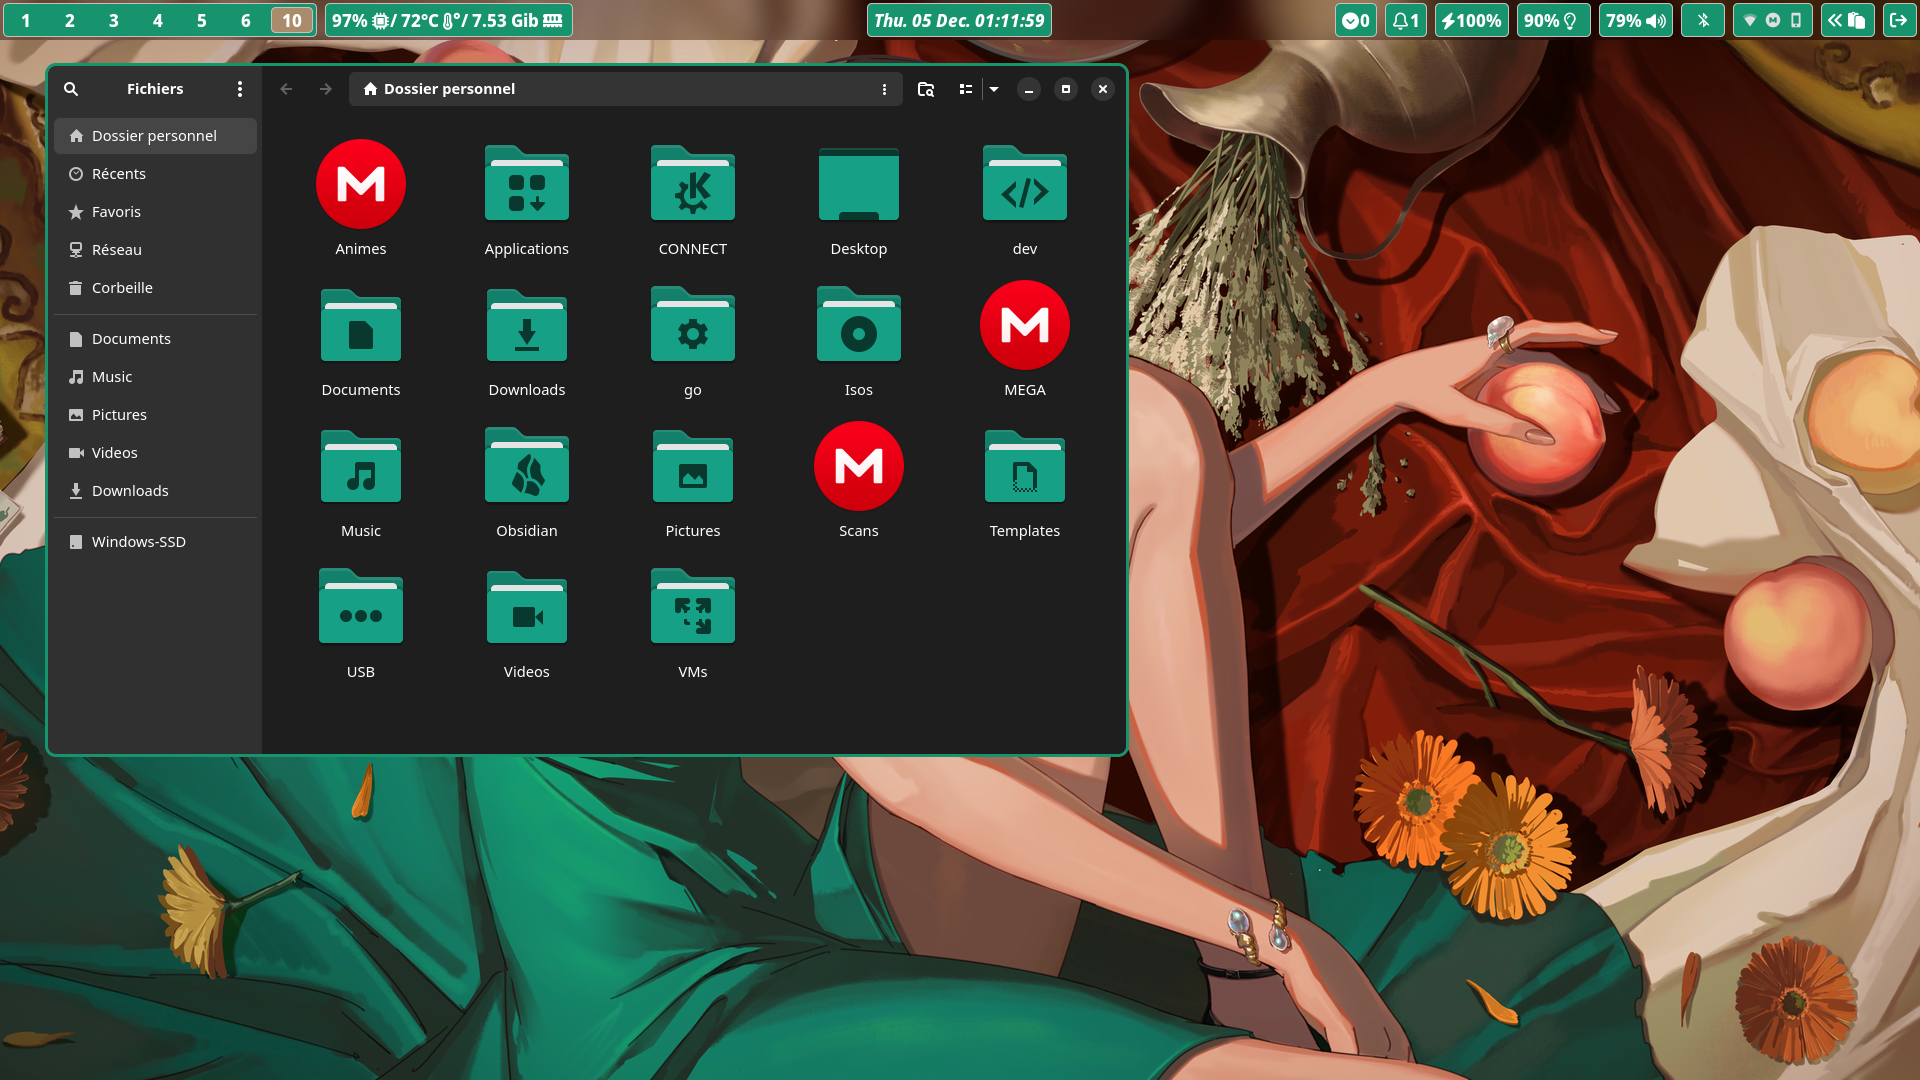 1 2 3 4 5 6 10
97% / 72°C / 7.53 Gib
Thu. 05 Dec. 01:11:59
0
1
100%
90%
79%
Fichiers
Dossier personnel
Dossier personnel
Récents
Favoris
Réseau
Corbeille
Documents
Music
Pictures
Videos
Downloads
Windows-SSD
M
Animes
Applications
K
CONNECT
Desktop
</>
dev
Documents
Downloads
go
Isos
M
MEGA
Music
Obsidian
Pictures
M
Scans
Templates
USB
Videos
VMs